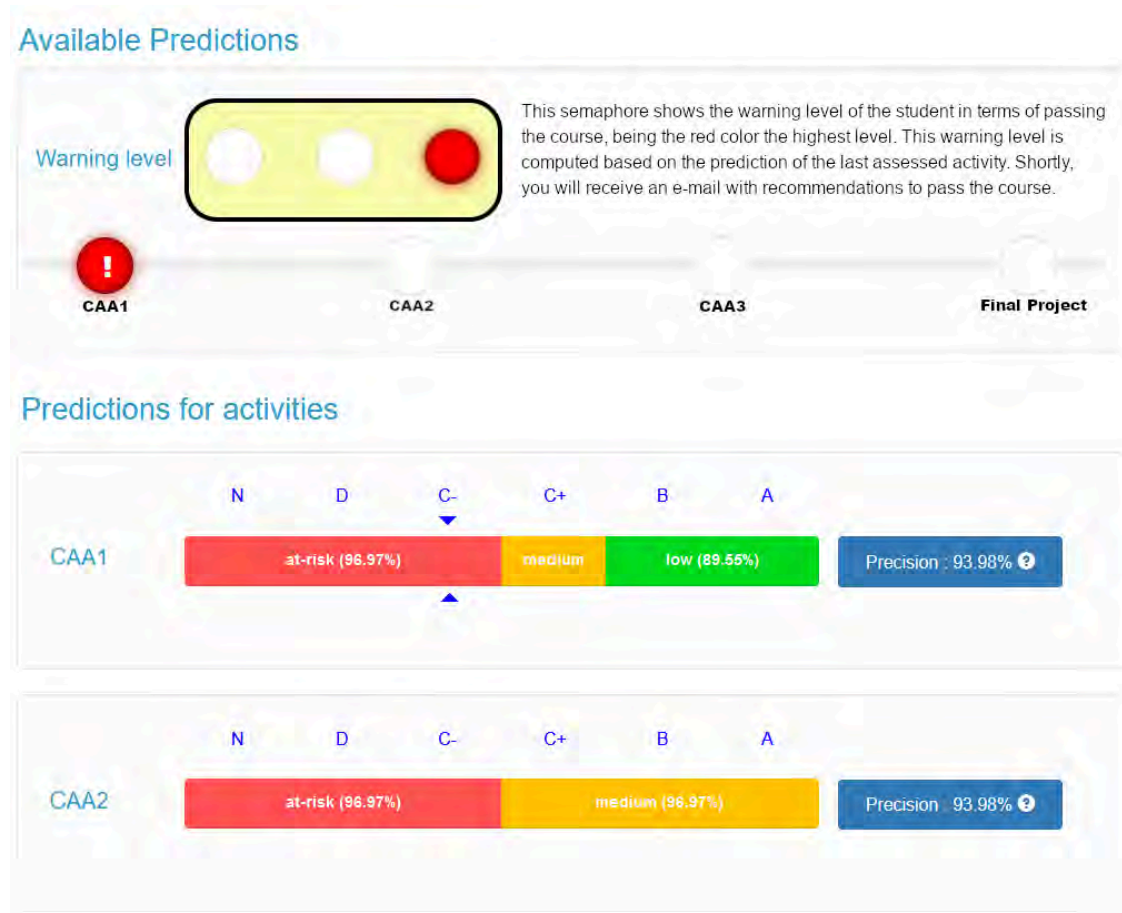 Available Predictions
This semaphore shows the warning level of the student in terms of passing
the course, being the red color the highest level. This warning level is
Warning level
computed based on the prediction of the last assessed activity. Shortly,
you will receive an e-mail with recommendations to pass the course.
!
CAA1 CAA2 CAA3 Final Project
Predictions for activities
N D C- C+ B A
CAA1 at-risk (96.97%) medium low (89.55%) Precision : 93.98% ?
N D C- C+ B A
CAA2 at-risk (96.97%) medium (96.97%) Precision : 93.98% ?